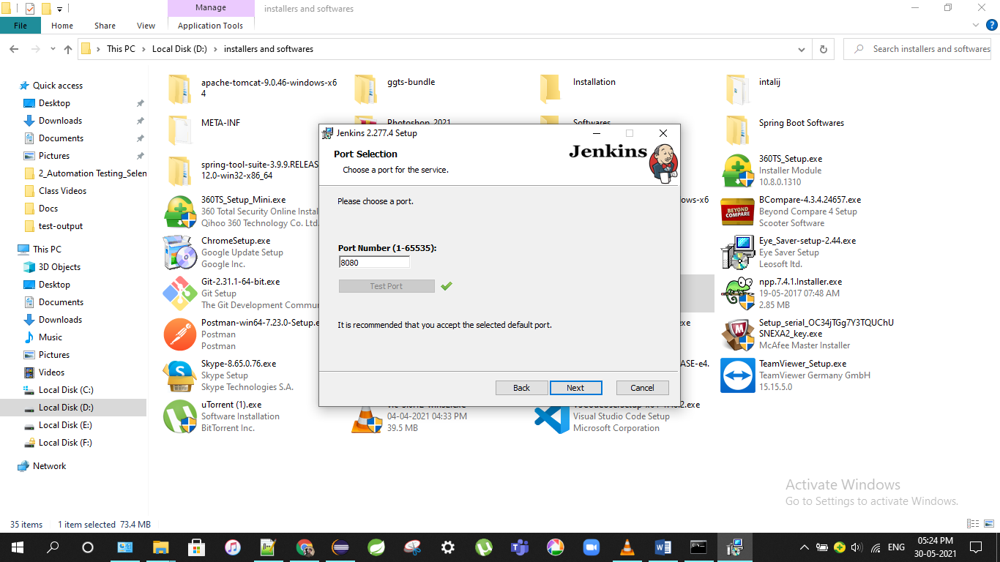 Manage
installers and softwares
File
Home
Share
View
Application Tools
This PC
Local Disk (D:)
installers and softwares
Search installers and softwares
Quick access
Desktop
Downloads
Documents
Pictures
2_Automation Testing_Selen
Class Videos
Docs
test-output
This PC
3D Objects
Desktop
Documents
Downloads
Music
Pictures
Videos
Local Disk (C:)
Local Disk (D:)
Local Disk (E:)
Local Disk (F:)
Network
apache-tomcat-9.0.46-windows-x6
4
ggts-bundle
Installation
intalij
META-INF
Photoshop_2021
Softwares
Spring Boot Softwares
spring-tool-suite-3.9.9.RELEAS
12.0-win32-x86_64
360TS_Setup.exe
Installer Module
10.8.0.1310
360TS_Setup_Mini.exe
360 Total Security Online Instal
Qihoo 360 Technology Co. Ltd.
ows-x6
BCompare-4.3.4.24657.exe
Beyond Compare 4 Setup
Scooter Software
BEYOND
COMPARE
ChromeSetup.exe
Google Update Setup
Google Inc.
Eye_Saver-setup-2.44.exe
Eye Saver Setup
Leosoft ltd.
Git-2.31.1-64-bit.exe
Git Setup
The Git Development Commu
npp.7.4.1.Installer.exe
19-05-2017 07:48 AM
2.85 MB
Postman-win64-7.23.0-Setup.e
Postman
Postman
exe
Setup_serial_OC34jTGg7Y3TQUChU
SNEXA2_key.exe
McAfee Master Installer
Skype-8.65.0.76.exe
Skype Setup
Skype Technologies S.A.
ASE-e4.
TeamViewer_Setup.exe
TeamViewer Germany GmbH
15.15.5.0
uTorrent (1).exe
Software Installation
BitTorrent Inc.
04-04-2021 04:33 PM
39.5 MB
Visual Studio Code Setup
Microsoft Corporation
Jenkins 2.277.4 Setup
Port Selection
Choose a port for the service.
Jenkins
Please choose a port.
Port Number (1-65535):
8080
Test Port
It is recommended that you accept the selected default port.
Back
Next
Cancel
Activate Windows
Go to Settings to activate Windows.
35 items
1 item selected 73.4 MB
ENG
05:24 PM
30-05-2021